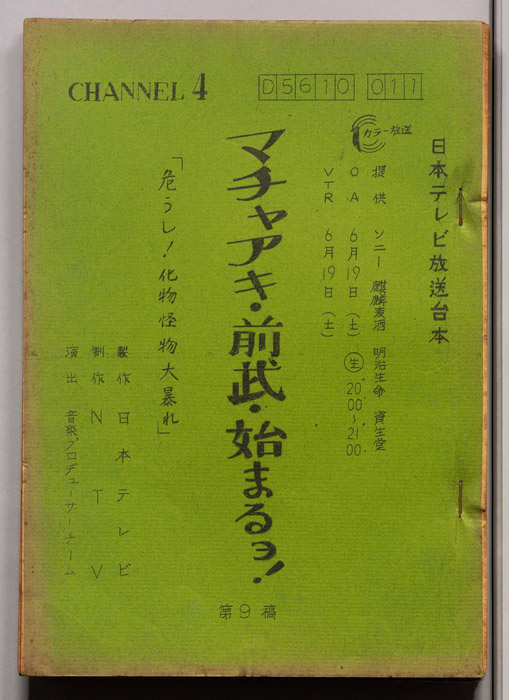 CHANNEL 4
D5610 011
カラー放送
日本テレビ放送台本
提供 ソニー 麒麟麦酒 明治生命 資生堂
OA 6月19日(土) 生 20:00~21:00
VTR 6月19日(土)
マチャアキ・前武・始まるョ!
「危うし!化物怪物大暴れ」
製作 日本テレビ
制作 NTV
演出 音楽プロデューサーチーム
第9稿